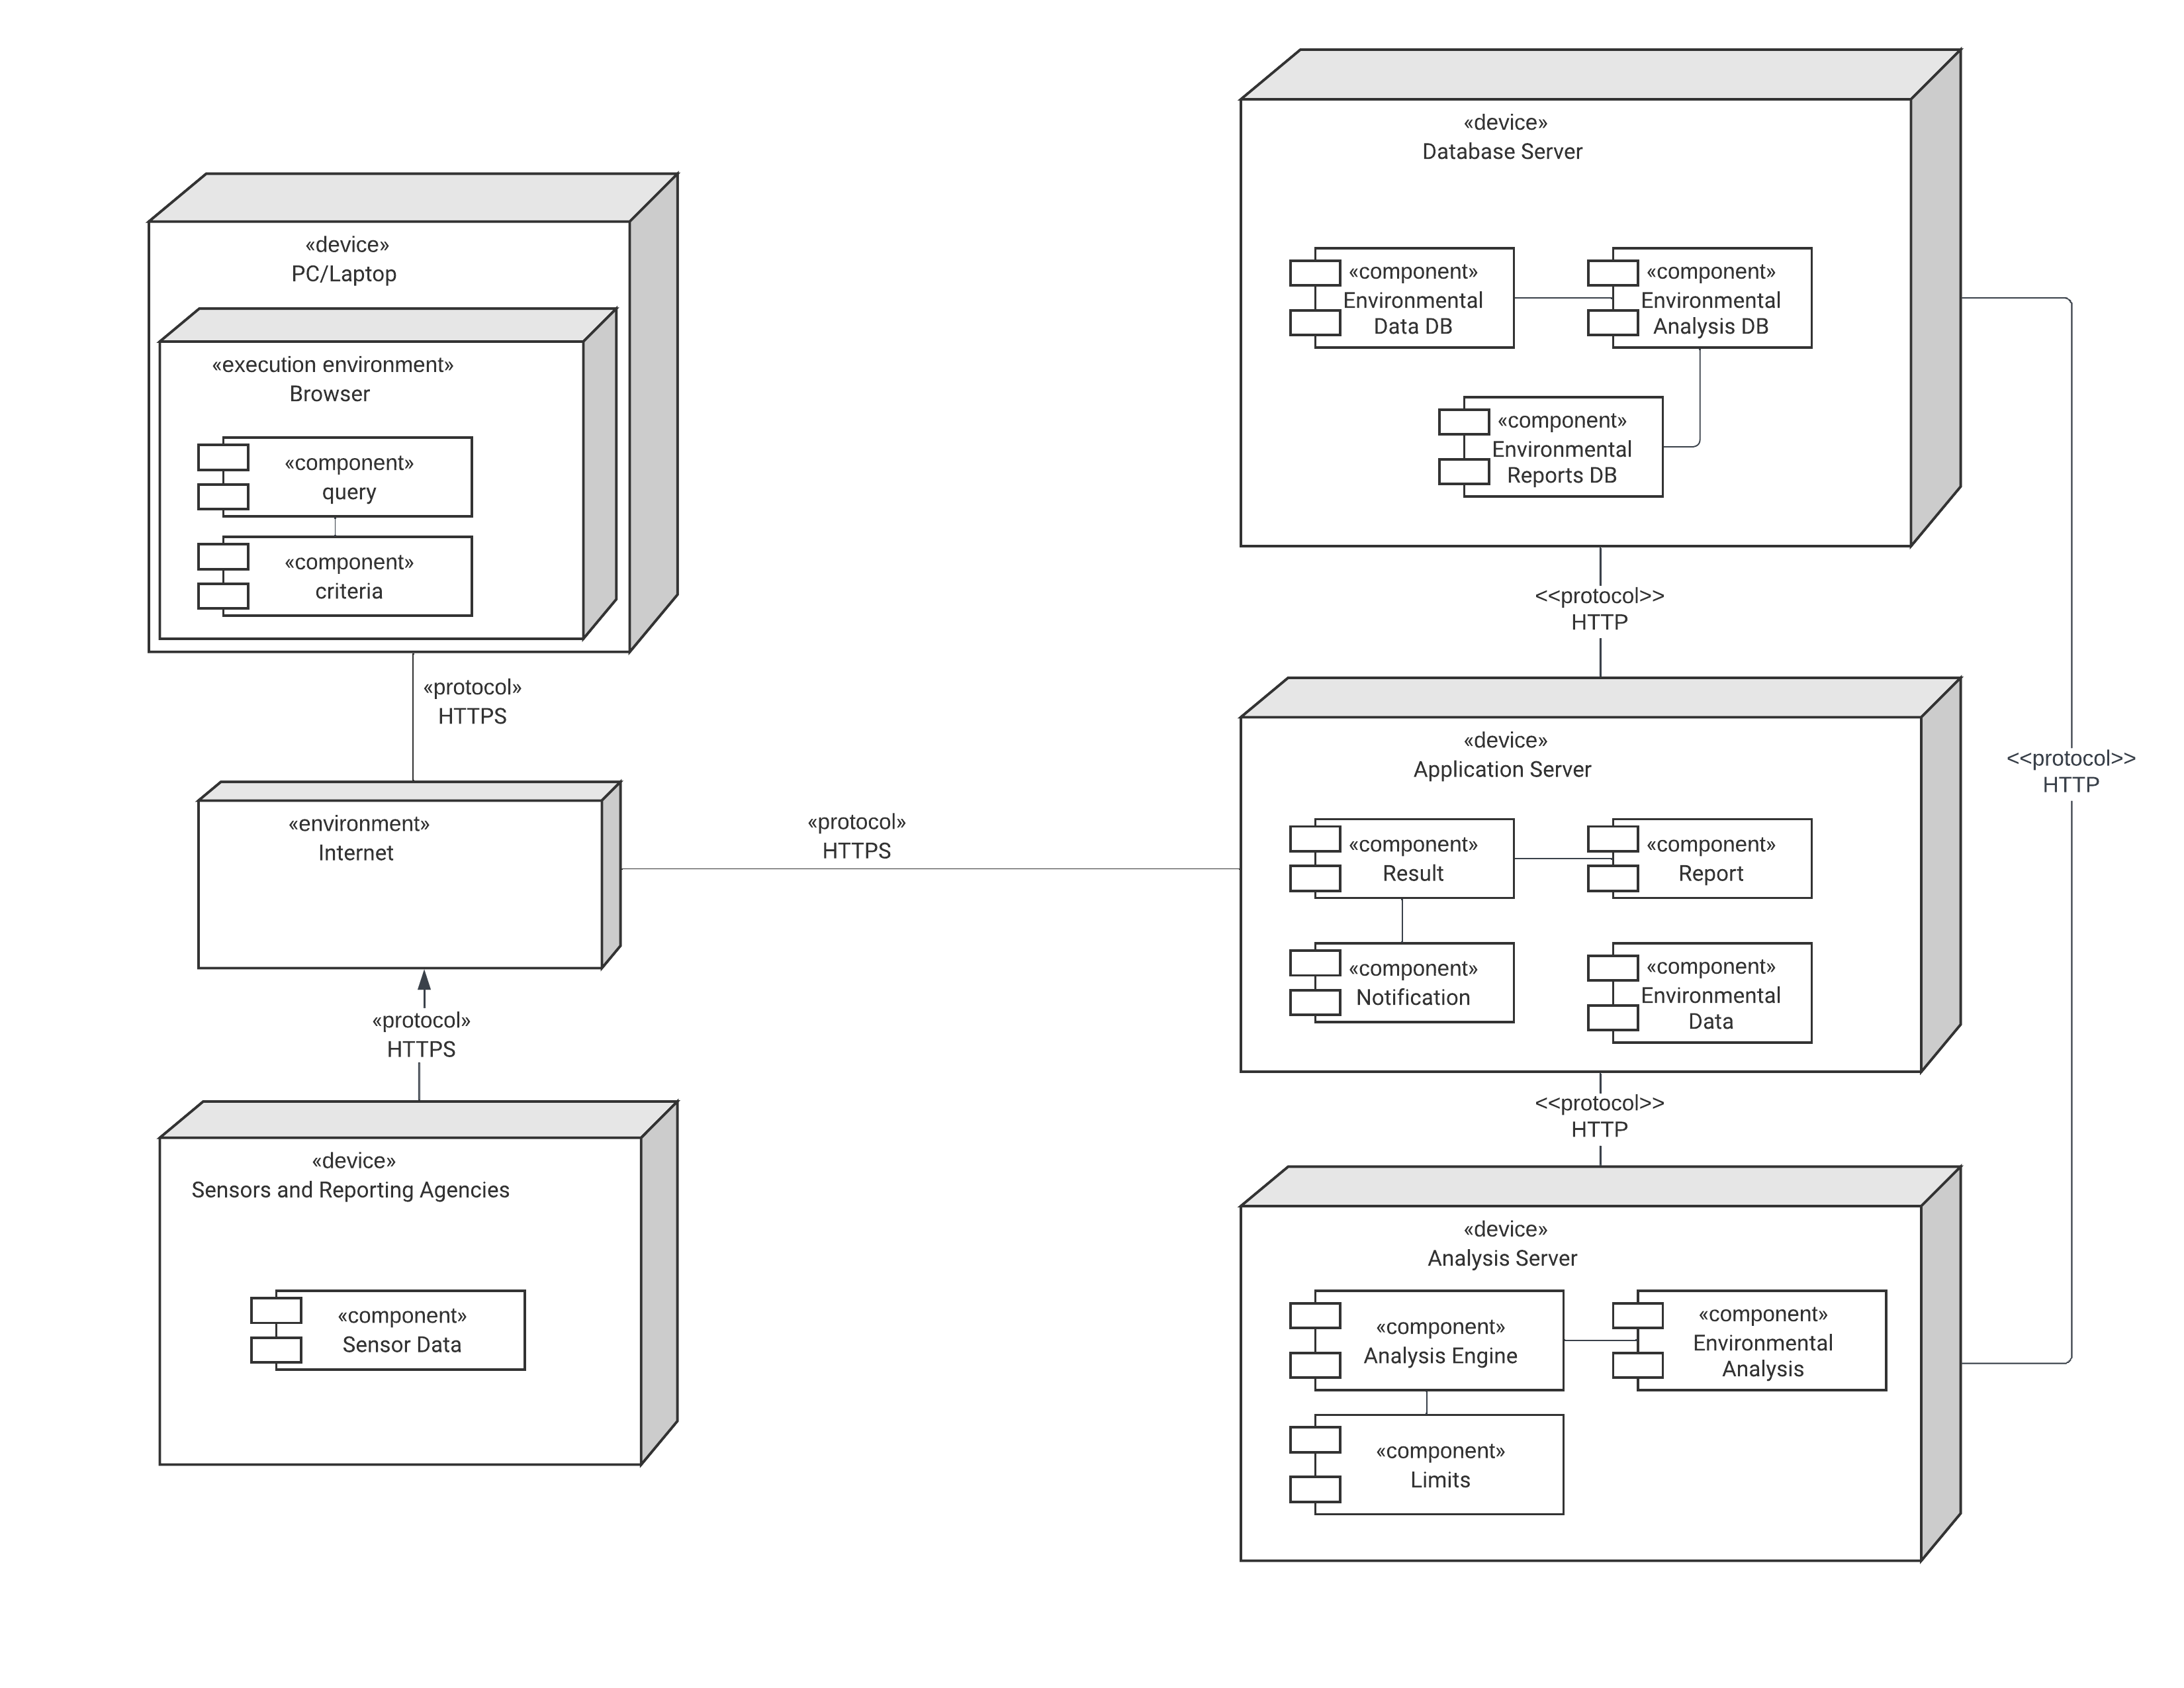 «device»
PC/Laptop
«execution environment»
Browser
«component»
query
«component»
criteria
«protocol»
HTTPS
«environment»
Internet
«protocol»
HTTPS
«protocol»
HTTPS
«device»
Sensors and Reporting Agencies
«component»
Sensor Data
«device»
Database Server
«component»
Environmental
Data DB
«component»
Environmental
Analysis DB
«component»
Environmental
Reports DB
<<protocol>>
HTTP
«device»
Application Server
«component»
Result
«component»
Report
«component»
Notification
«component»
Environmental
Data
<<protocol>>
HTTP
<<protocol>>
HTTP
«device»
Analysis Server
«component»
Analysis Engine
«component»
Environmental
Analysis
«component»
Limits